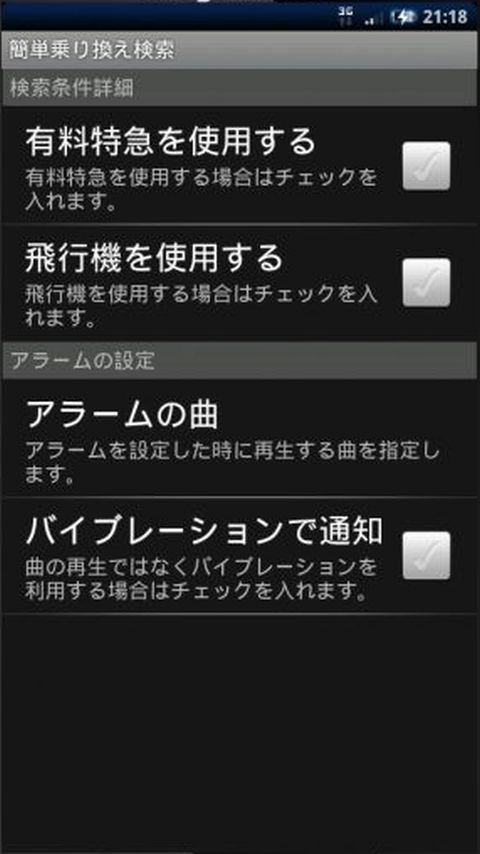 3G 21:18
簡単乗り換え検索
検索条件詳細
有料特急を使用する
有料特急を使用する場合はチェックを
入れます。
飛行機を使用する
飛行機を使用する場合はチェックを入
れます。
アラームの設定
アラームの曲
アラームを設定した時に再生する曲を指定し
ます。
バイブレーションで通知
曲の再生ではなくバイブレーションを
利用する場合はチェックを入れます。